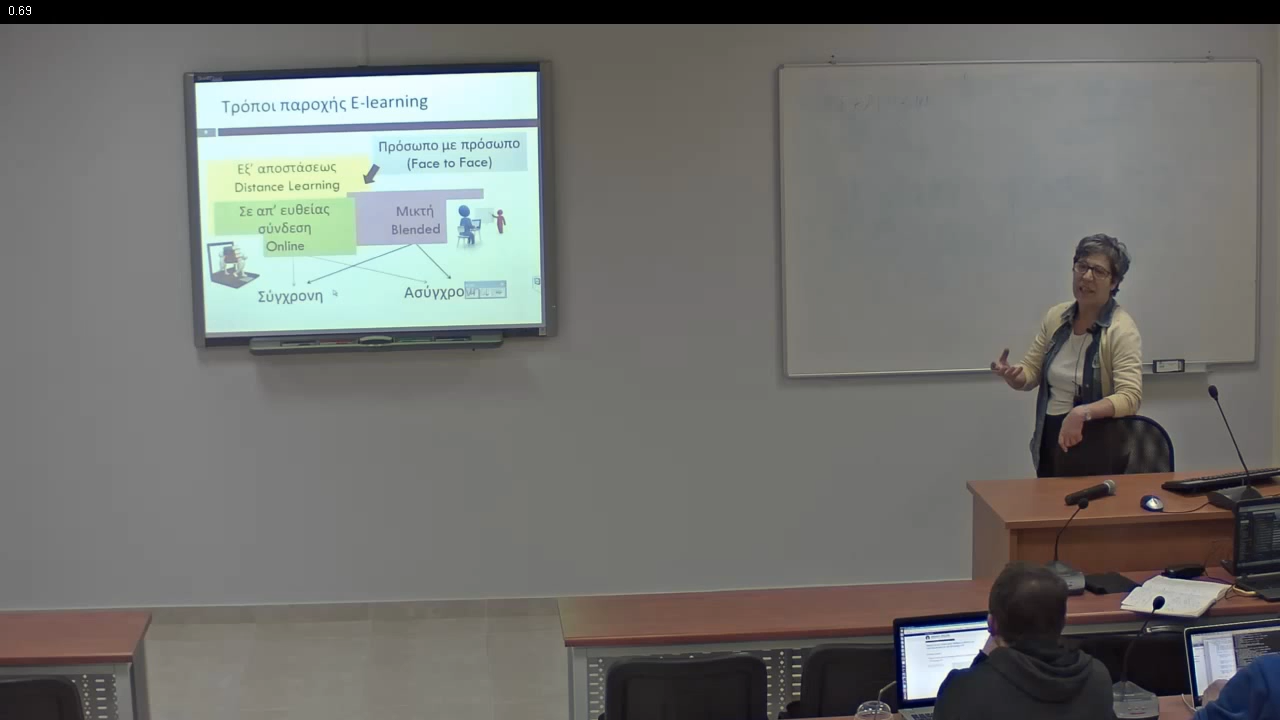 0.69
Τρόποι παροχής E-learning
Πρόσωπο με πρόσωπο
(Face to Face)
Εξ' αποστάσεως
Distance Learning
Σε απ' ευθείας
σύνδεση
Online
Μικτή
Blended
Σύγχρονη